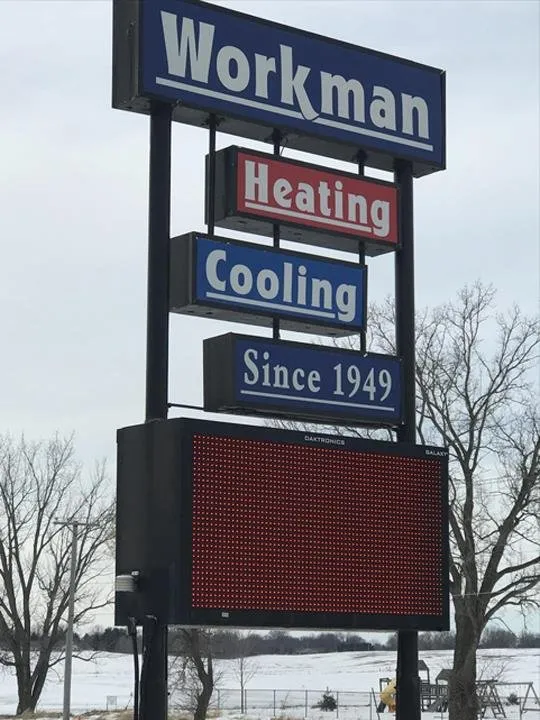 Workman
Heating
Cooling
Since 1949
DAKTRONICS
GALAXY